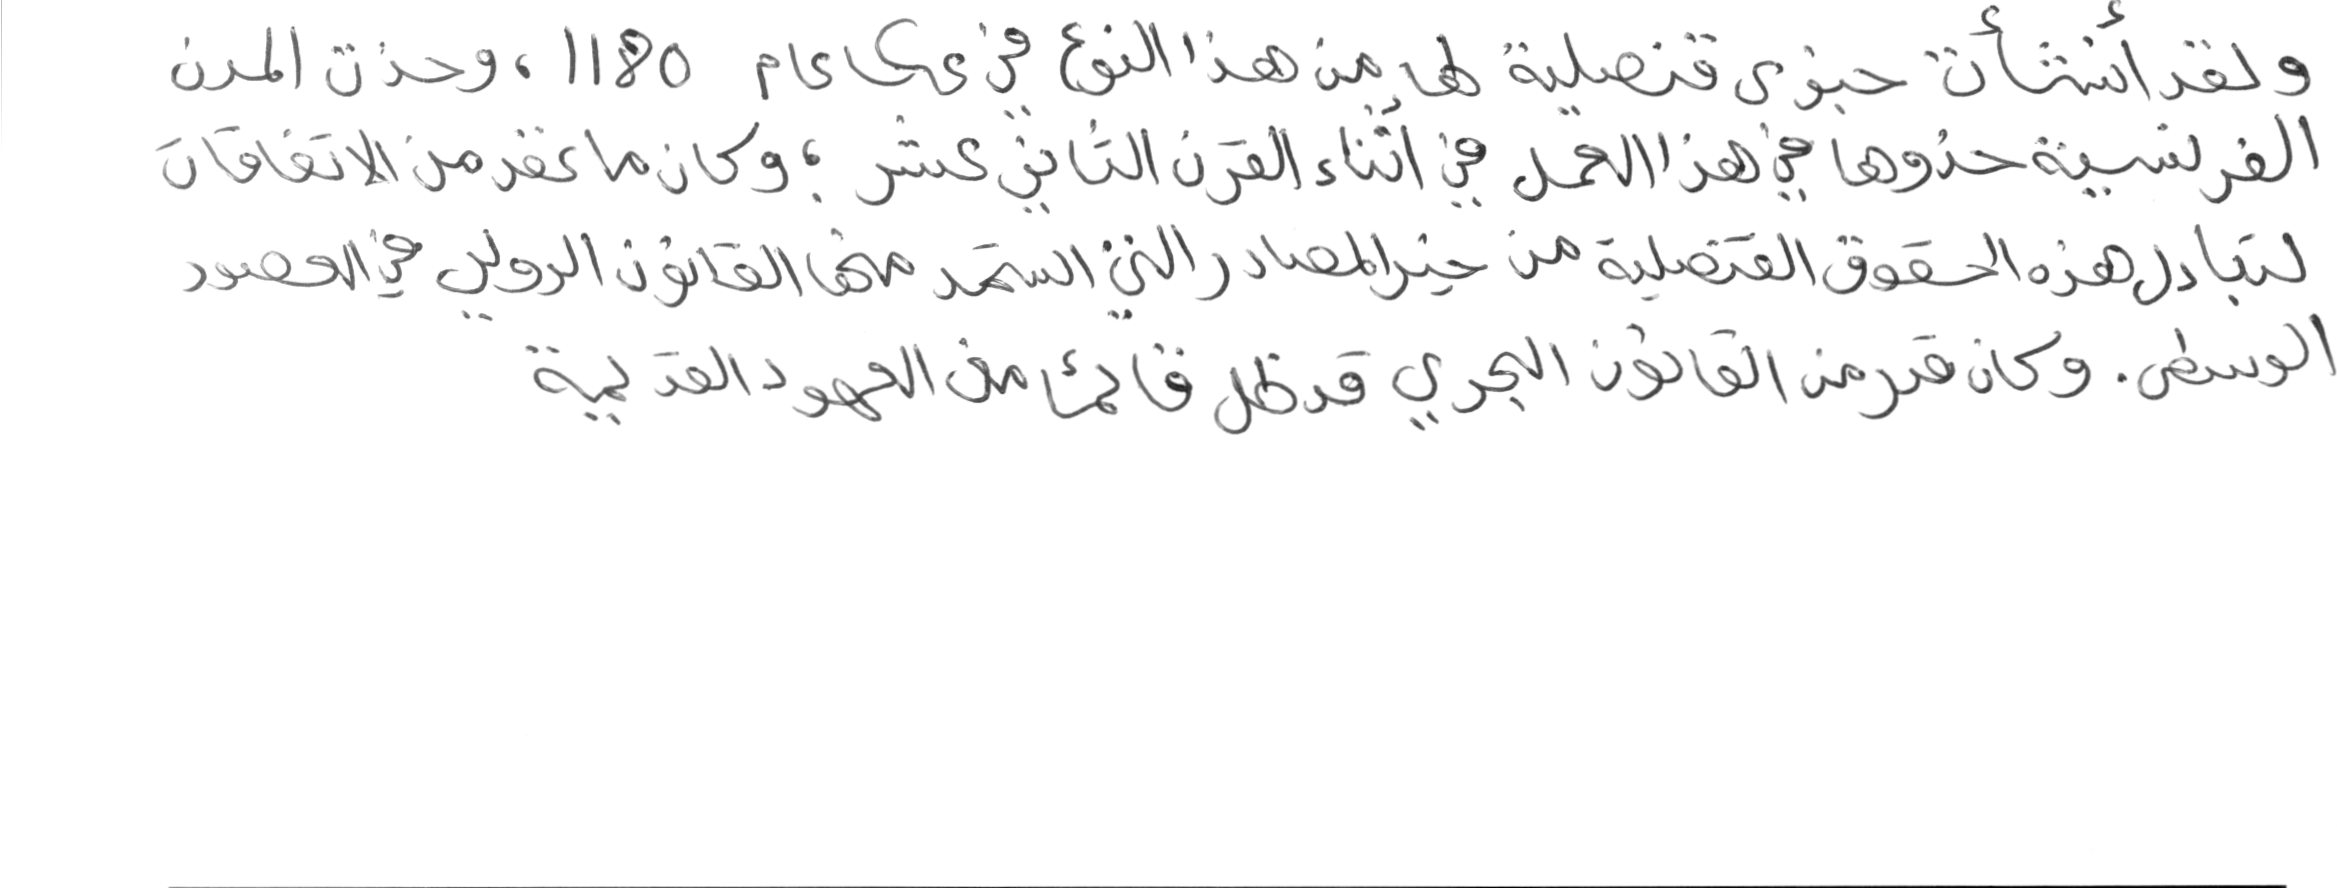 ولقد أنشأت جنوى قنصلية لها من هذا النوع في عكا عام 1180، وحذت المدن
الفرنسية حذوها في هذا العمل في أثناء القرن الثاني عشر؛ وكان ما عقد من الاتفاقات
لتبادل هذه الحقوق القنصلية من خير المصادر التي استمد منها القانون الدولي في العصور
الوسطى. وكان قدر من القانون البحري قد ظل قائما من العهود القديمة